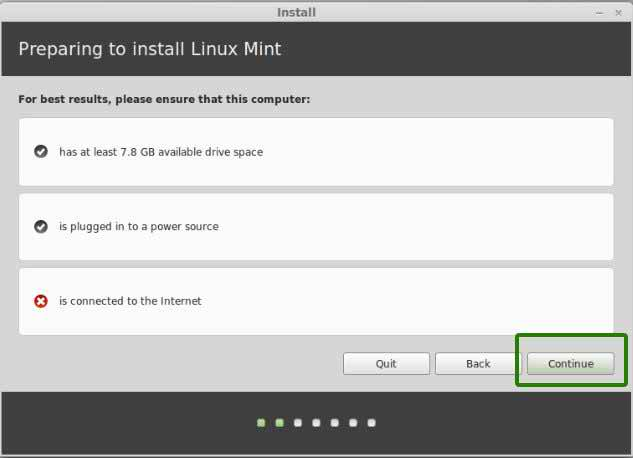 Install
Preparing to install Linux Mint
For best results, please ensure that this computer:
has at least 7.8 GB available drive space
is plugged in to a power source
is connected to the Internet
Quit Back Continue